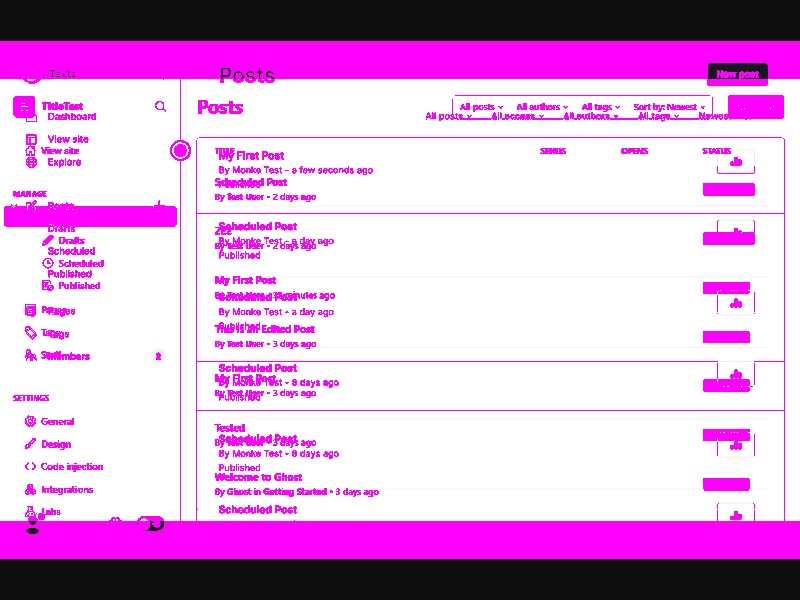 Test2
Posts
New post
TitleTest
Posts
All posts All authors All tags Sort by: Newest
Dashboard
All posts All access All authors All tags Newest
View site
View site
Explore
TITLE SENDS OPENS STATUS
My First Post
By Monke Test - a few seconds ago
Scheduled Post
By Test User • 2 days ago
MANAGE
Posts
Drafts
Drafts
Scheduled
Scheduled
Published
Published
Scheduled Post
222
By Monke Test - a day ago
By Test User • 2 days ago
Published
My First Post
Scheduled Post
By Monke Test - a day ago
Published
This is an Edited Post
By Test User • 3 days ago
Pages
Tags
Staff
Members 2
Scheduled Post
My First Post
By Monke Test - 8 days ago
By Test User • 3 days ago
Published
SETTINGS
General
Design
Code injection
Integrations
Labs
Tested
Scheduled Post
By Test User • 3 days ago
By Monke Test - 8 days ago
Published
Welcome to Ghost
By Ghost in Getting Started • 3 days ago
Scheduled Post